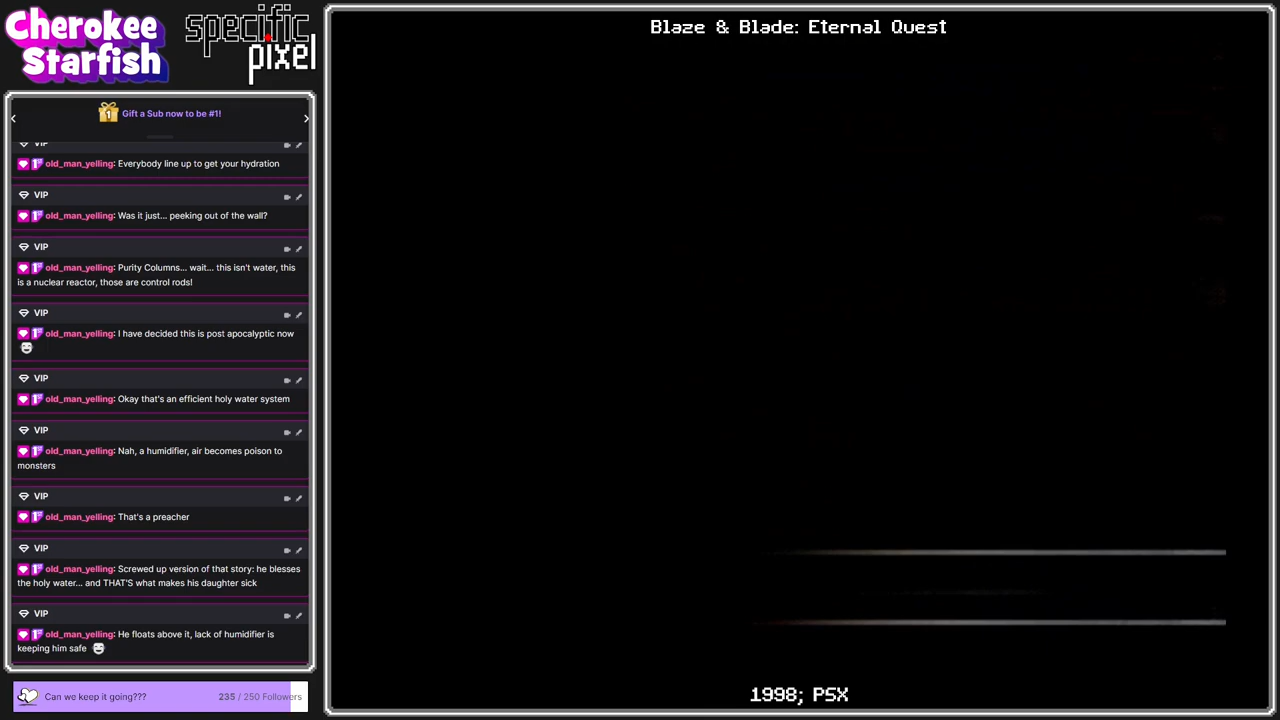 Cherokee
Starfish
specific
pixel
Blaze & Blade: Eternal Quest
1
Gift a Sub now to be #1!
VIP
old_man_yelling: Everybody line up to get your hydration
VIP
old_man_yelling: Was it just... peeking out of the wall?
VIP
old_man_yelling: Purity Columns... wait... this isn't water, this
is a nuclear reactor, those are control rods!
VIP
old_man_yelling: I have decided this is post apocalyptic now
VIP
old_man_yelling: Okay that's an efficient holy water system
VIP
old_man_yelling: Nah, a humidifier, air becomes poison to
monsters
VIP
old_man_yelling: That's a preacher
VIP
old_man_yelling: Screwed up version of that story: he blesses
the holy water... and THAT'S what makes his daughter sick
VIP
old_man_yelling: He floats above it, lack of humidifier is
keeping him safe
Can we keep it going??? 235 / 250 Followers
1998; PSX